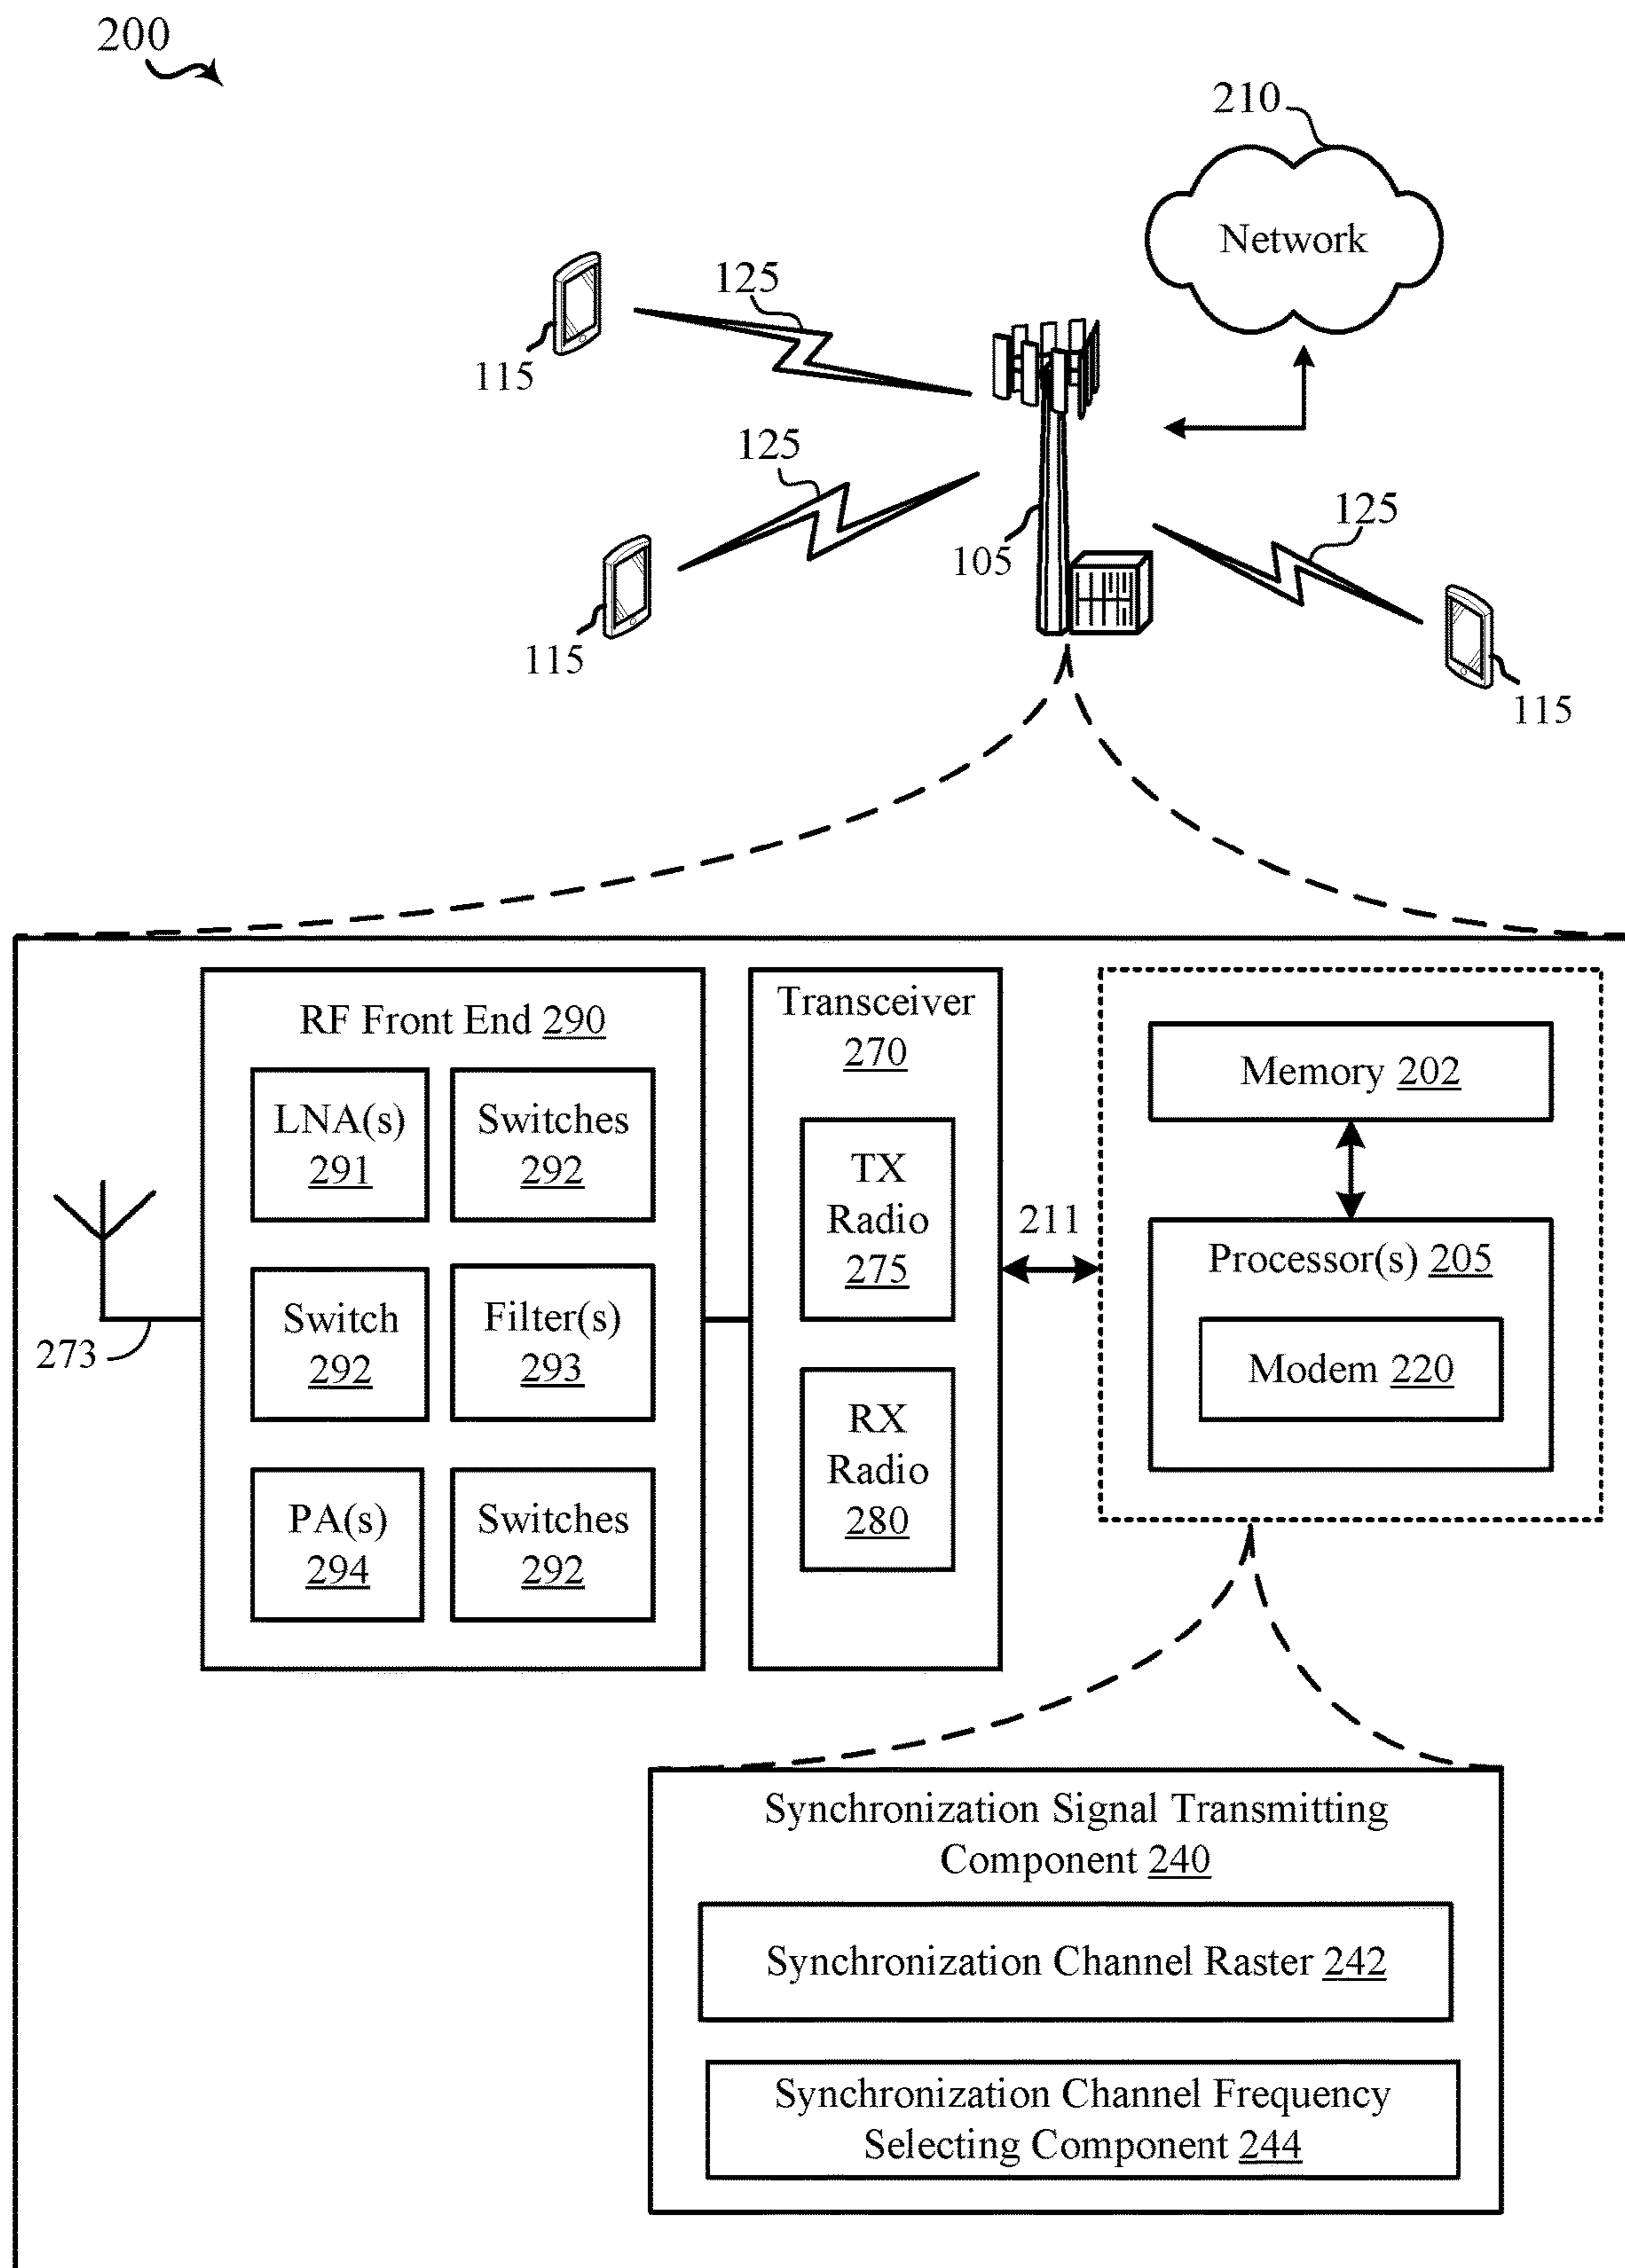 200
210
Network
125
115
125
105
125
115
115
RF Front End 290
LNA(s)
291
Switches
292
Switch
292
Filter(s)
293
PA(s)
294
Switches
292
273
Transceiver
270
TX
Radio
275
RX
Radio
280
211
Memory 202
Processor(s) 205
Modem 220
Synchronization Signal Transmitting
Component 240
Synchronization Channel Raster 242
Synchronization Channel Frequency
Selecting Component 244